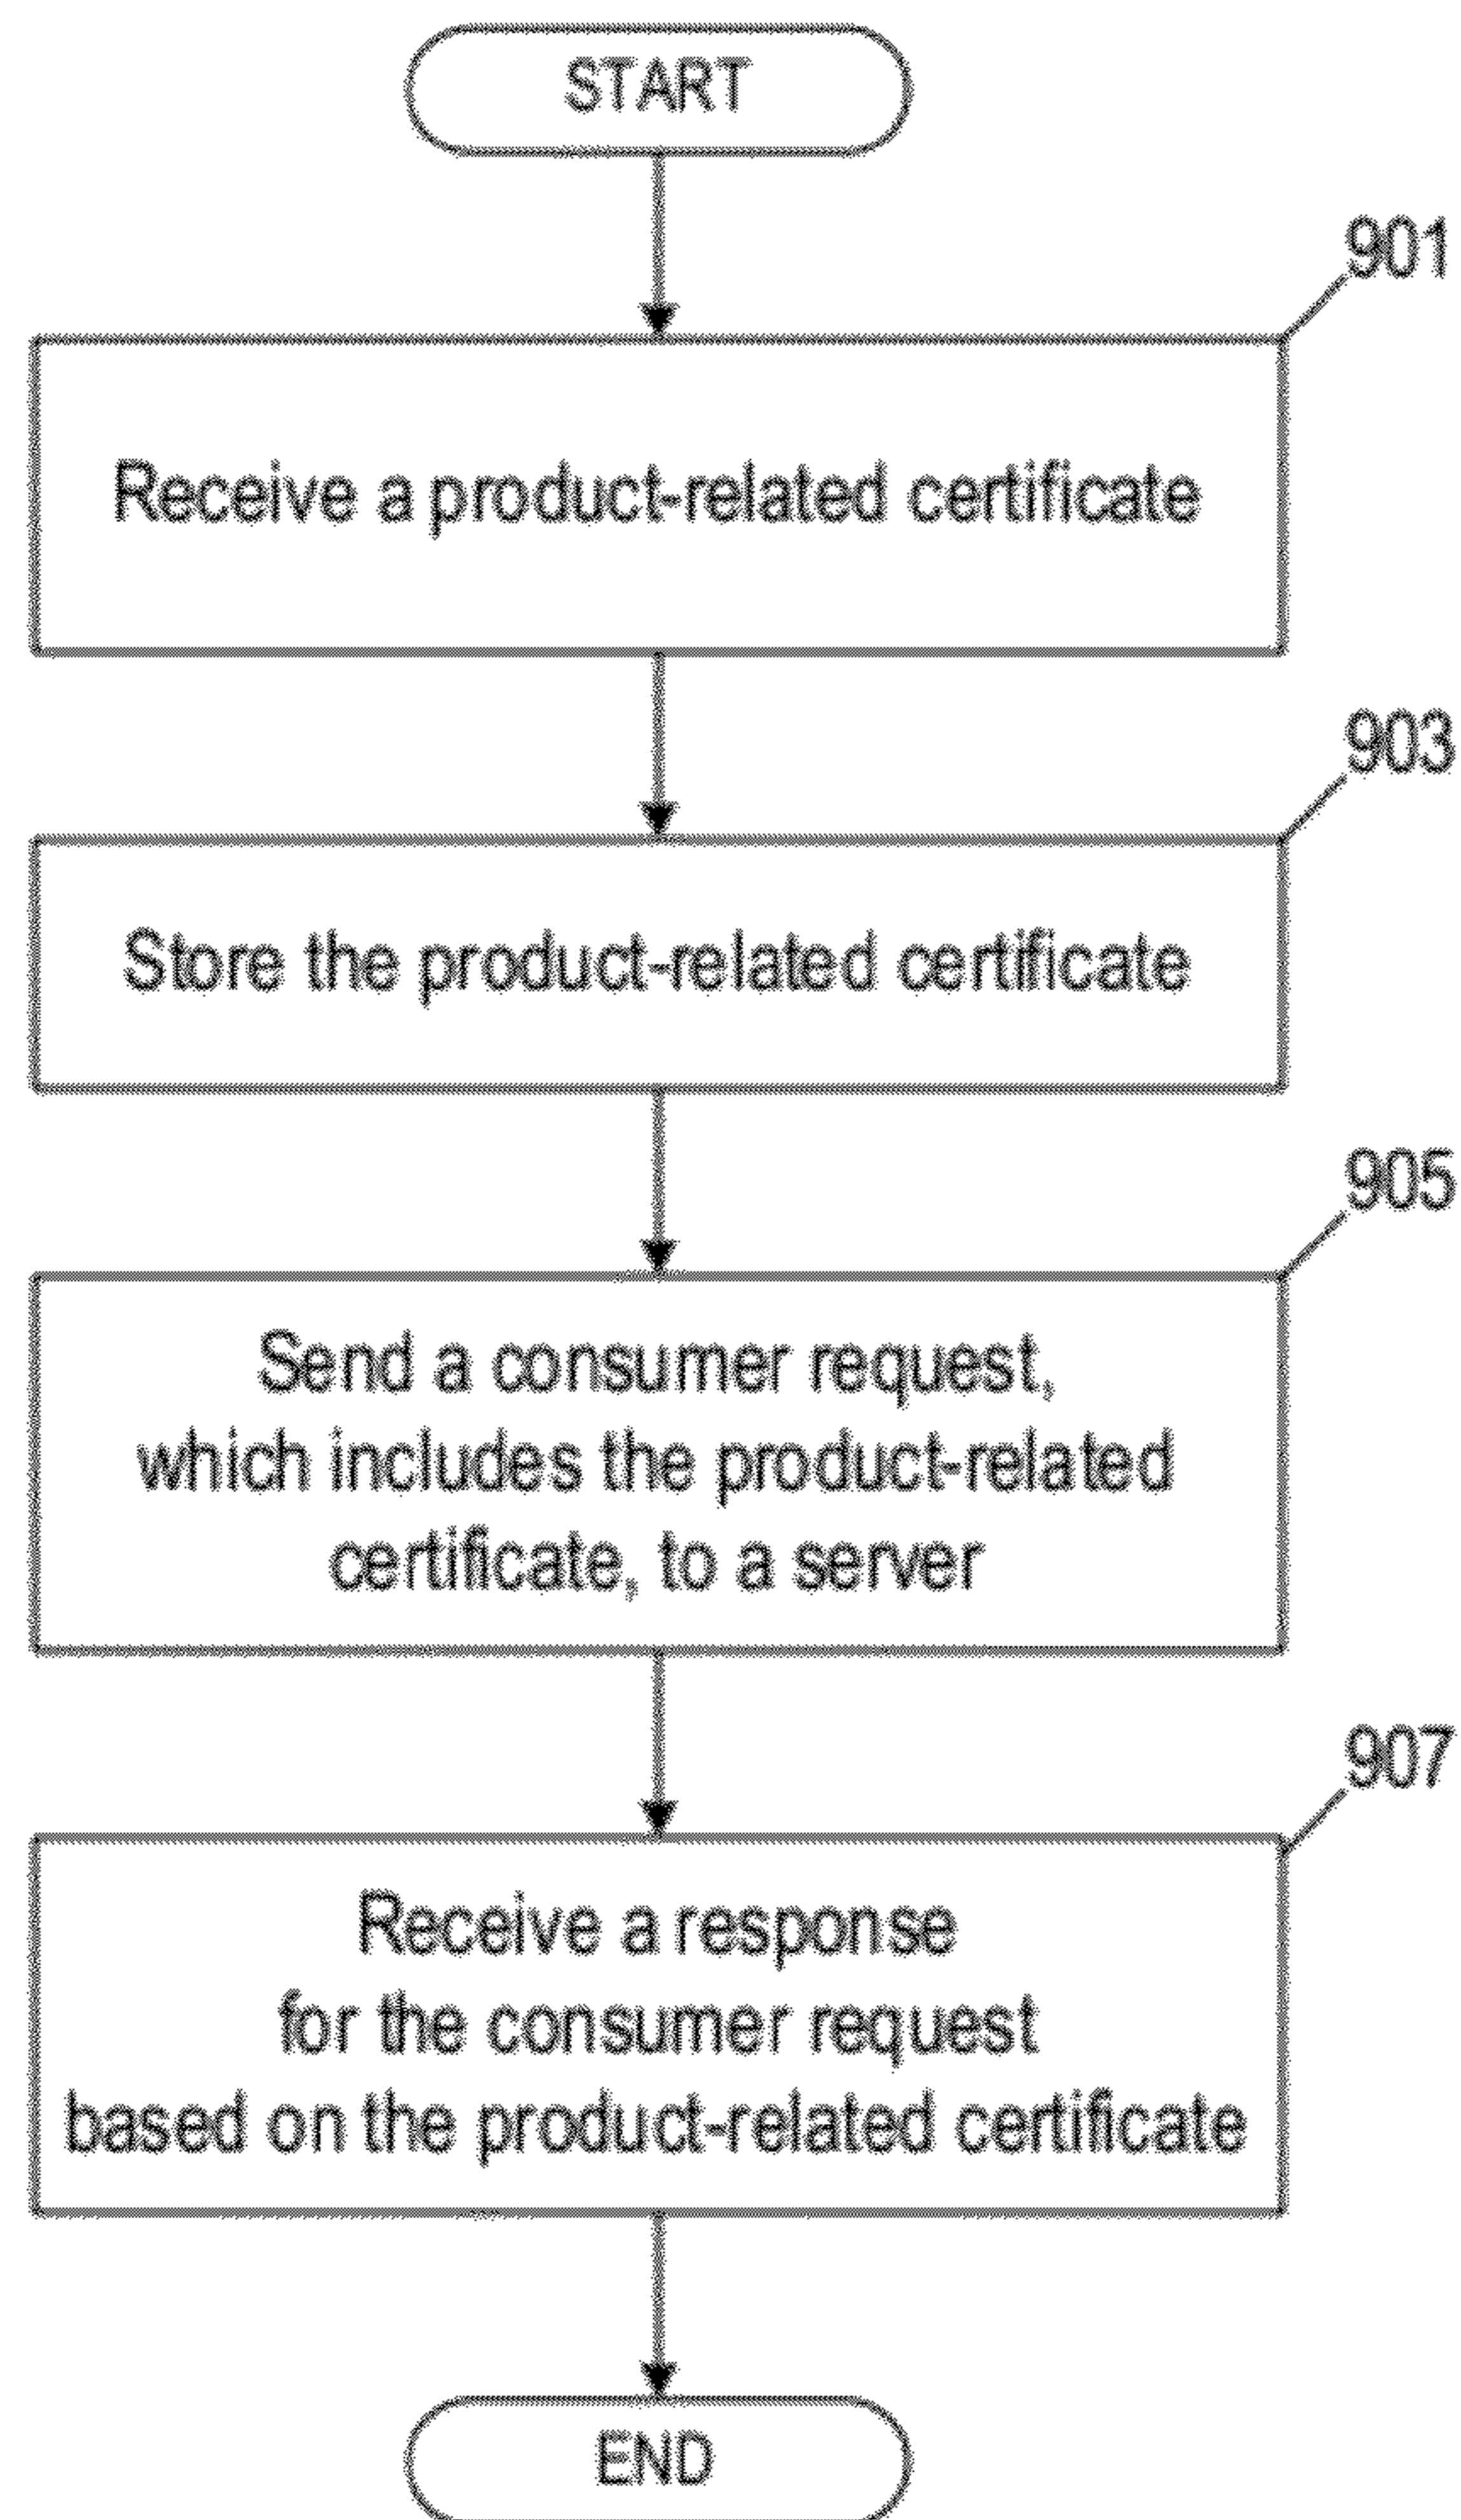 START
901
Receive a product-related certificate
903
Store the product-related certificate
905
Send a consumer request,
which includes the product-related
certificate, to a server
907
Receive a response
for the consumer request
based on the product-related certificate
END